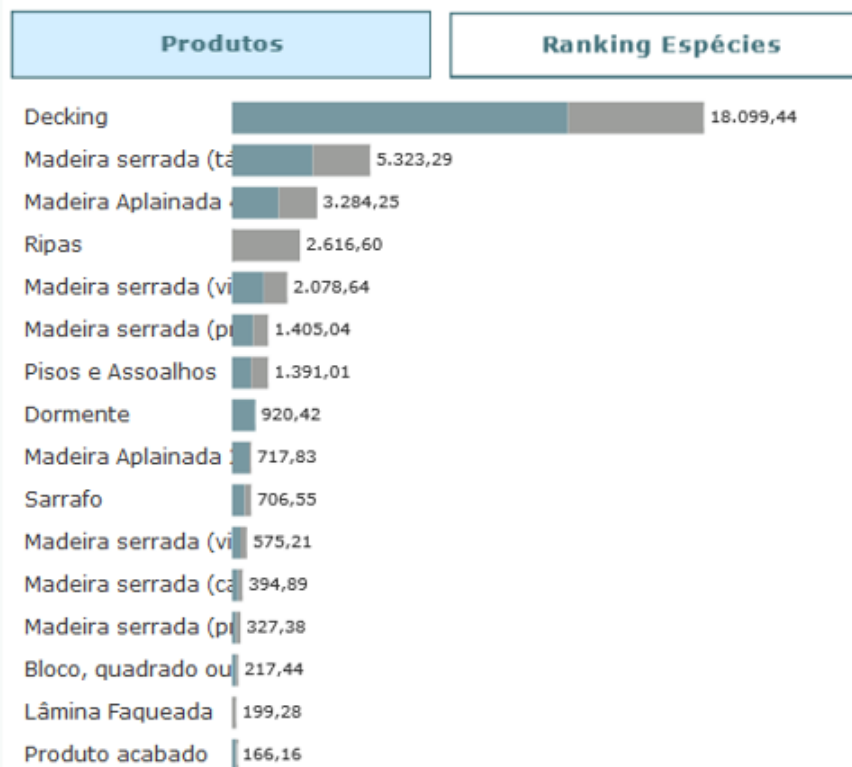 Produtos Ranking Espécies
Decking 18.099,44
Madeira serrada (tá 5.323,29
Madeira Aplainada 3.284,25
Ripas 2.616,60
Madeira serrada (vi 2.078,64
Madeira serrada (pr 1.405,04
Pisos e Assoalhos 1.391,01
Dormente 920,42
Madeira Aplainada 717,83
Sarrafo 706,55
Madeira serrada (vi 575,21
Madeira serrada (ca 394,89
Madeira serrada (pr 327,38
Bloco, quadrado ou 217,44
Lâmina Faqueada 199,28
Produto acabado 166,16